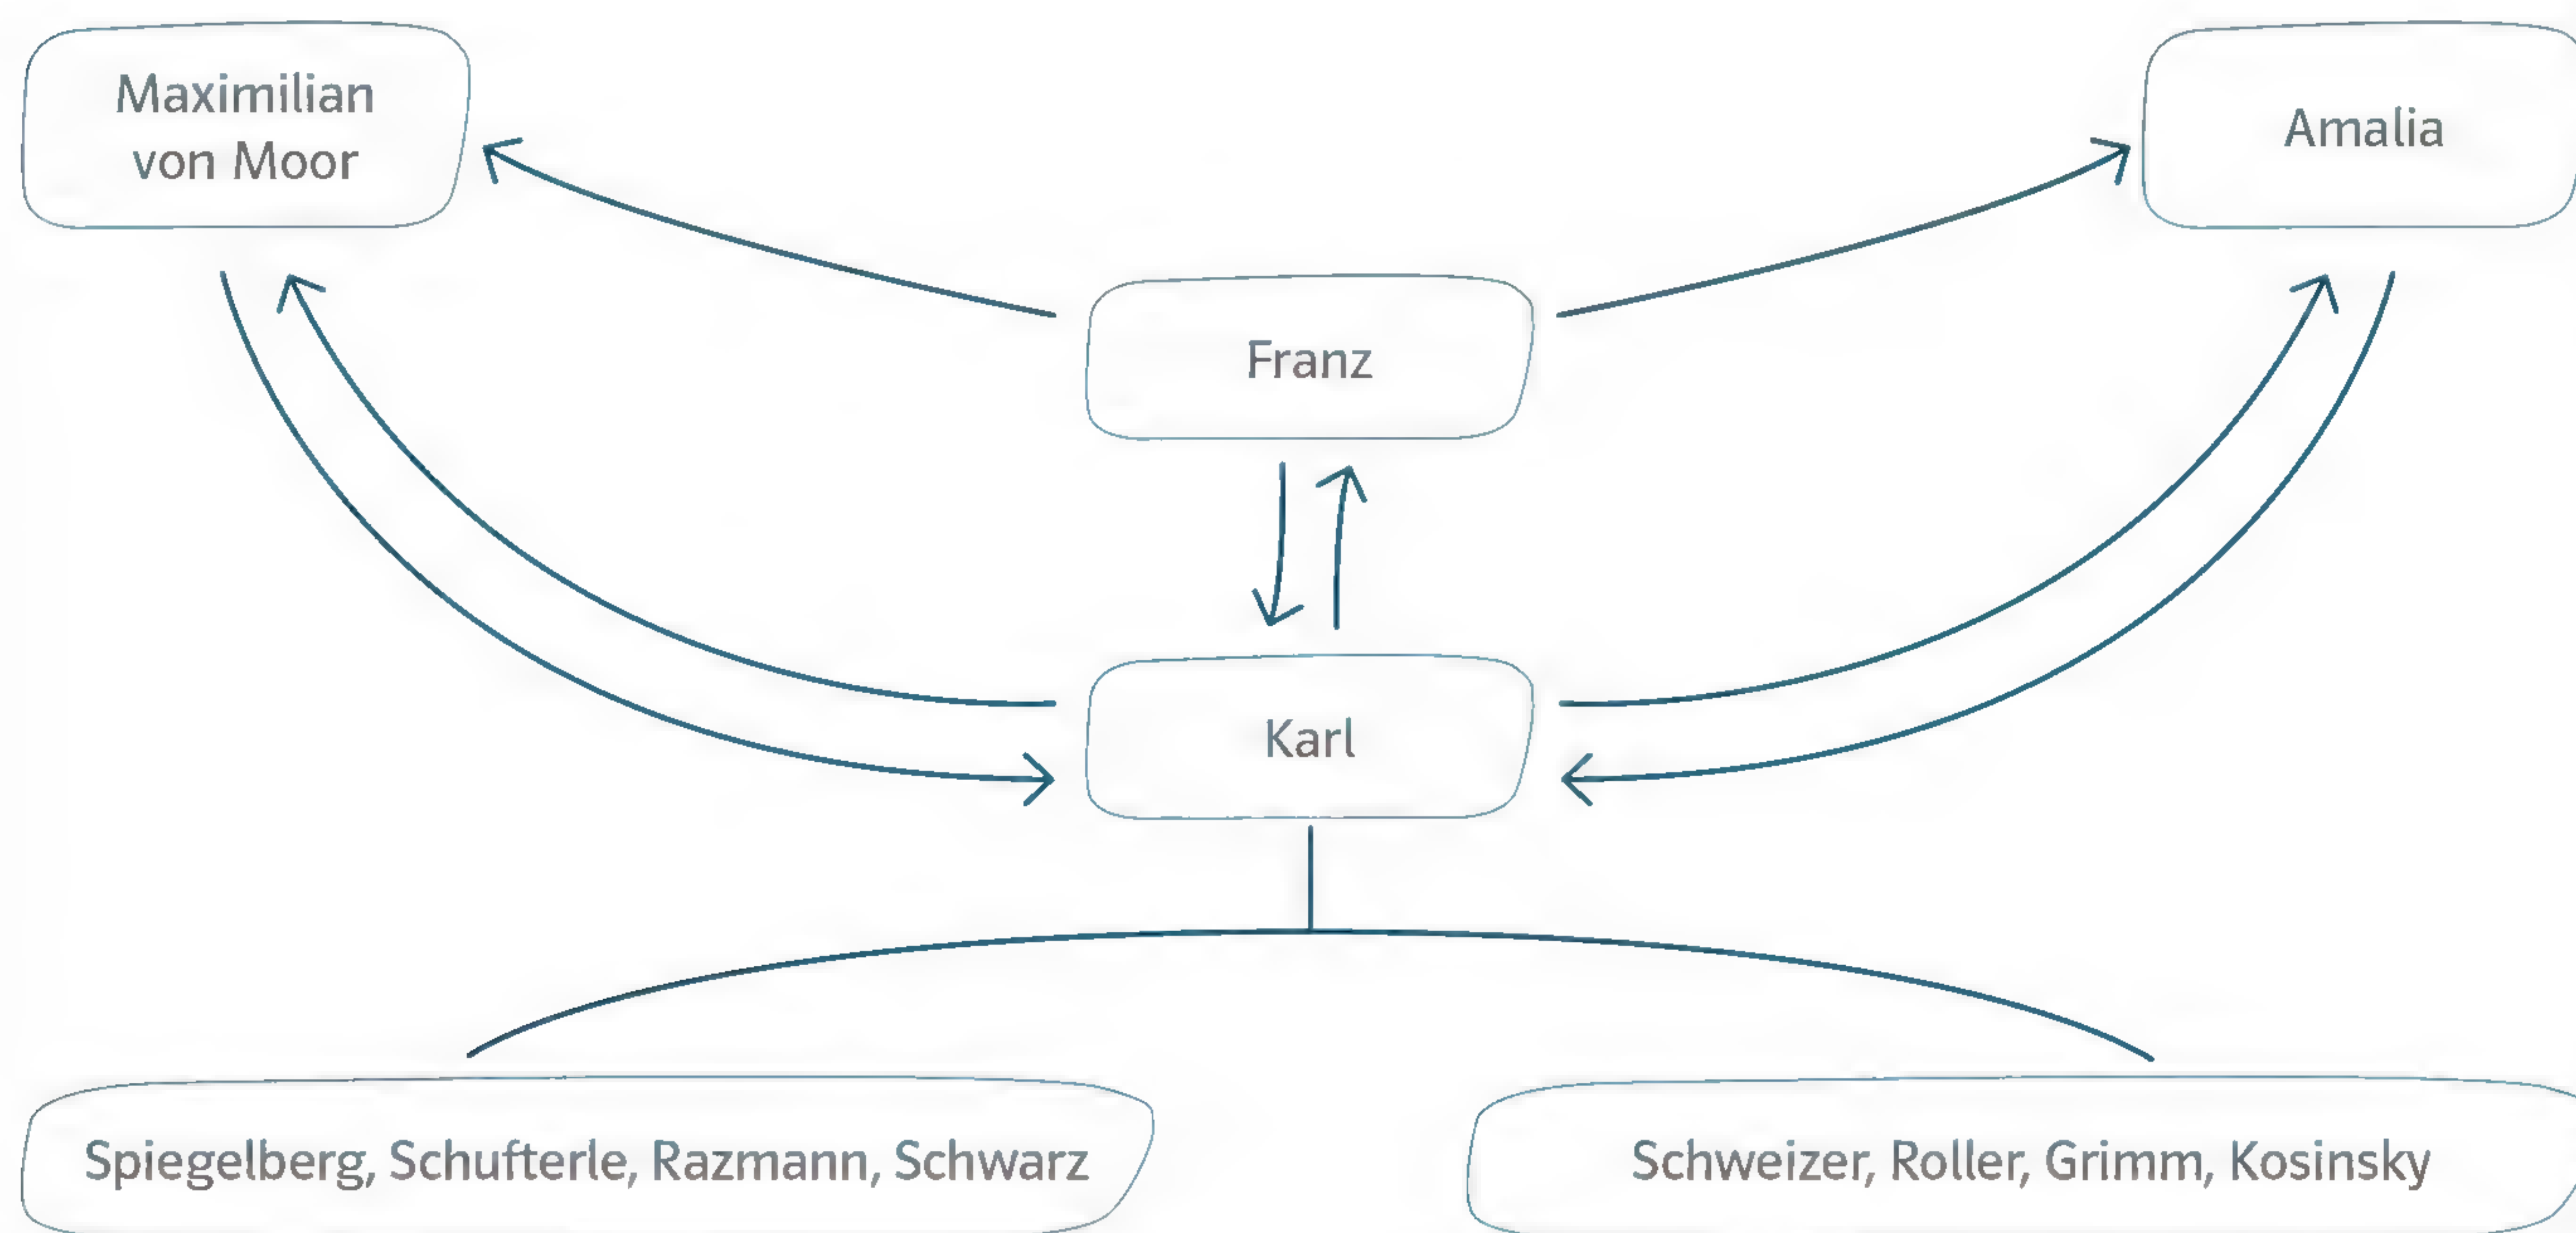 Maximilian
von Moor
Amalia
Franz
Karl
Spiegelberg, Schufterle, Razmann, Schwarz
Schweizer, Roller, Grimm, Kosinsky